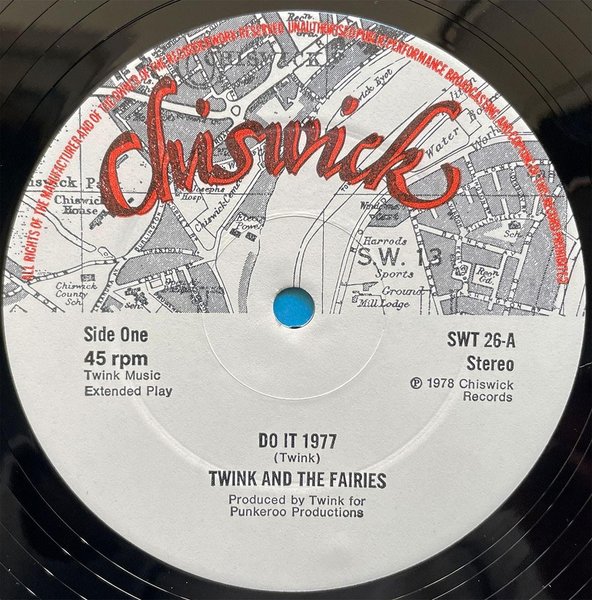 ALL RIGHTS OF THE MANUFACTURER AND OF THE OWNER OF THE RECORDED WORK RESERVED. UNAUTHORISED PUBLIC PERFORMANCE BROADCASTING AND COPYING OF THIS RECORD PROHIBITED
CHISWICK
chiswick
Chiswick
House
Josephs
Hosp
Harrods
S.W. 13
Sports
Ground
Mill Lodge
Chiswick
County
Sch.
Sch
Side One
45 rpm
Twink Music
Extended Play
SWT 26-A
Stereo
℗ 1978 Chiswick
Records
DO IT 1977
(Twink)
TWINK AND THE FAIRIES
Produced by Twink for
Punkeroo Productions